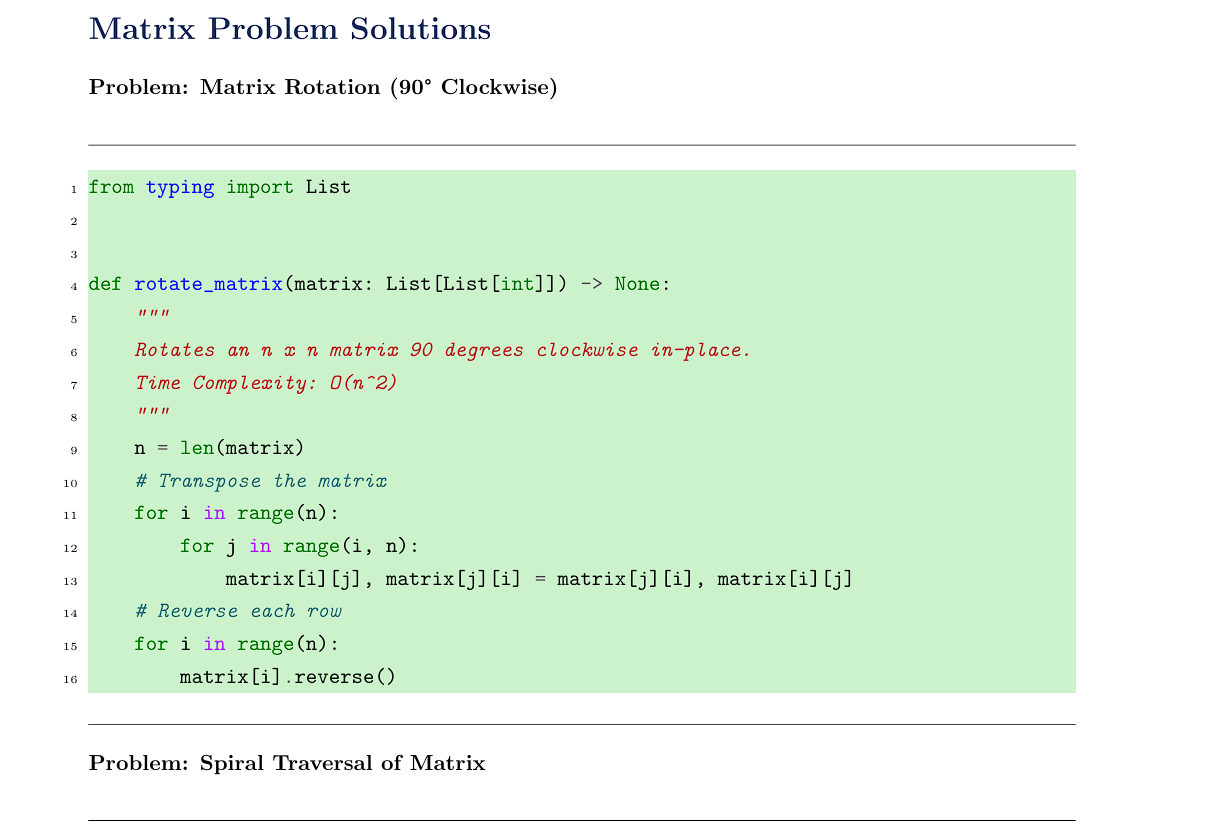 Matrix Problem Solutions
Problem: Matrix Rotation (90° Clockwise)
1 from typing import List
2
3
4 def rotate_matrix(matrix: List[List[int]]) -> None:
5     """
6     Rotates an n x n matrix 90 degrees clockwise in-place.
7     Time Complexity: O(n^2)
8     """
9     n = len(matrix)
10     # Transpose the matrix
11     for i in range(n):
12         for j in range(i, n):
13             matrix[i][j], matrix[j][i] = matrix[j][i], matrix[i][j]
14     # Reverse each row
15     for i in range(n):
16         matrix[i].reverse()
Problem: Spiral Traversal of Matrix